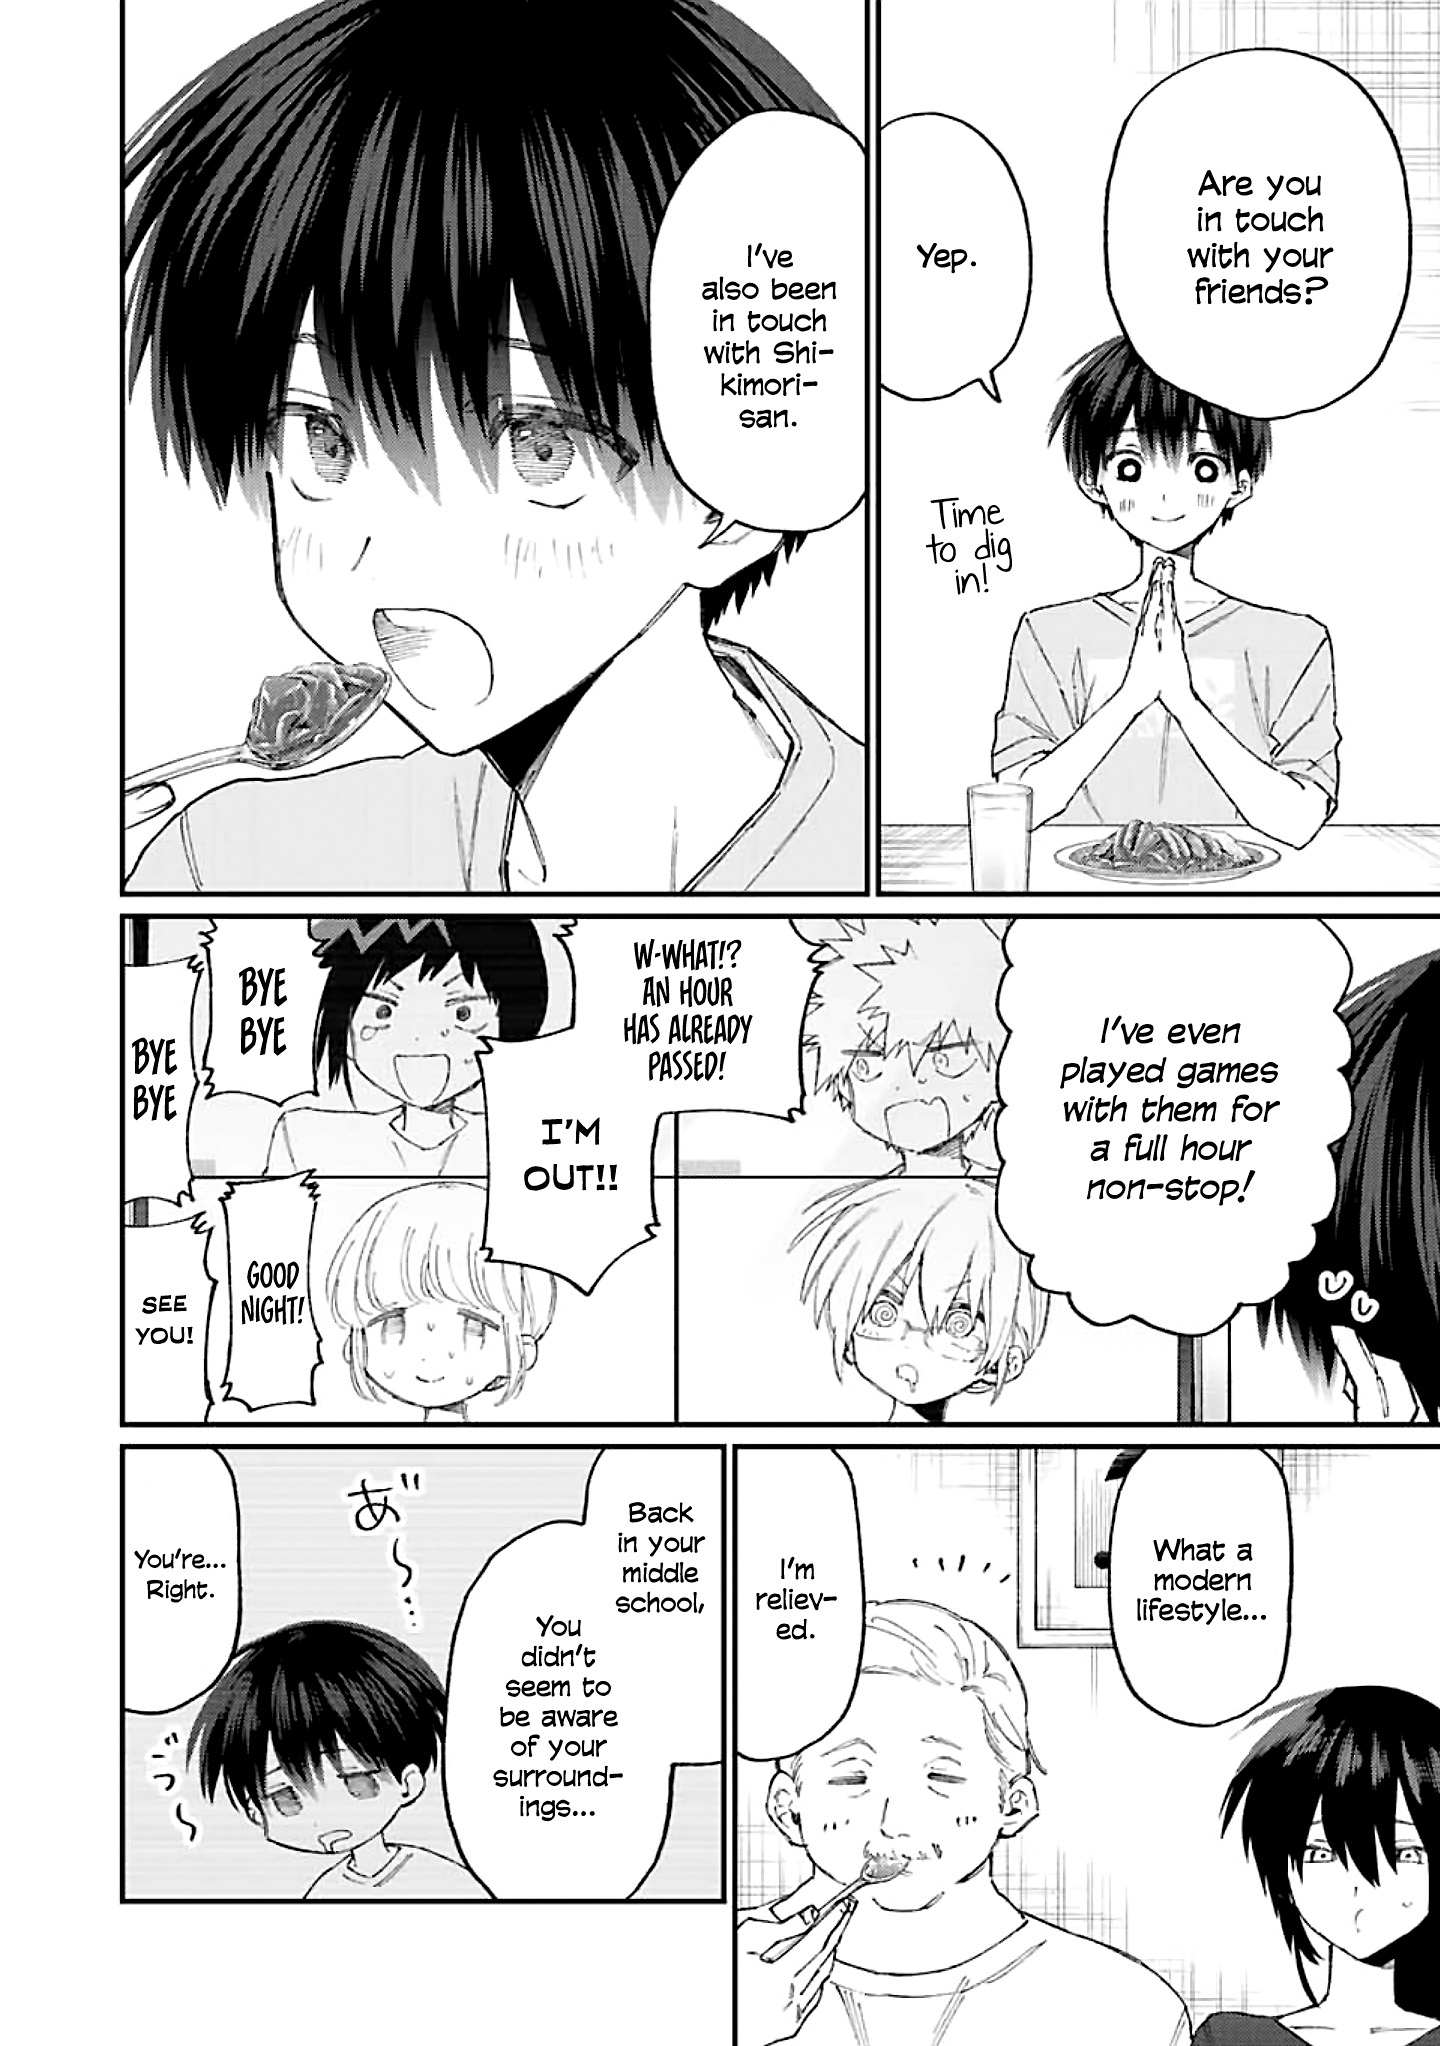 Are you
in touch
with your
friends?
Yep.
Time
to dig
in!
I've
also been
in touch
with Shi-
kimori-
san.
I've even
played games
with them for
a full hour
non-stop!
W-WHAT!?
AN HOUR
HAS ALREADY
PASSED!
I'M
OUT!!
BYE
BYE
BYE
BYE
GOOD
NIGHT!
SEE
YOU!
What a
modern
lifestyle...
I'm
reliev-
ed.
Back
in your
middle
school,
You
didn't
seem to
be aware
of your
surround-
ings...
あ〜…
You're...
Right.